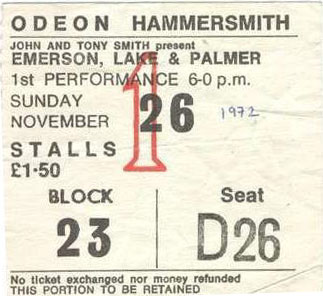 ODEON HAMMERSMITH
JOHN AND TONY SMITH present
EMERSON, LAKE & PALMER
1st PERFORMANCE 6-0 p.m.
SUNDAY
NOVEMBER 26 1972
1
STALLS
£1·50
BLOCK Seat
23 D26
No ticket exchanged nor money refunded
THIS PORTION TO BE RETAINED